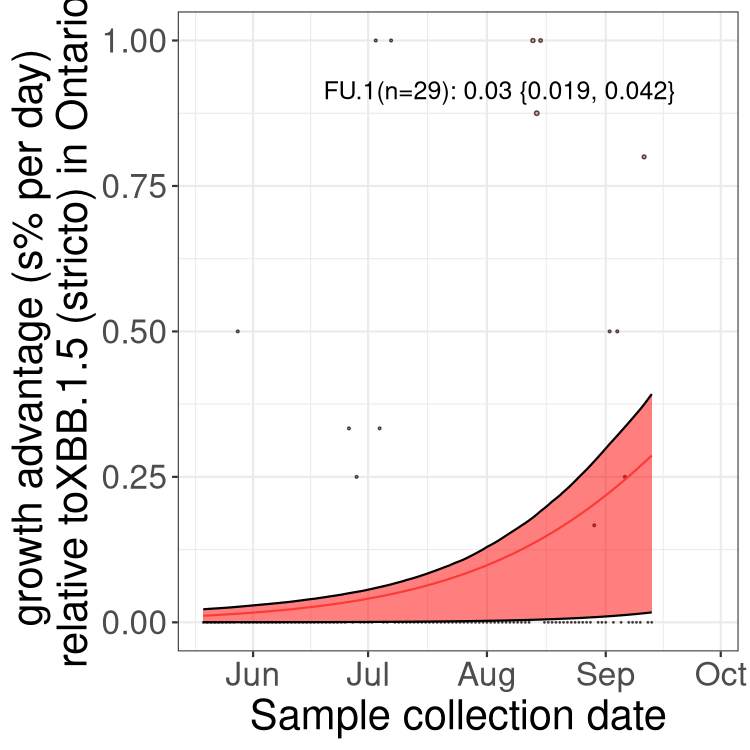 growth advantage (s% per day)
relative toXBB.1.5 (stricto) in Ontario
1.00
0.75
0.50
0.25
0.00
FU.1(n=29): 0.03 {0.019, 0.042}
Jun Jul Aug Sep Oct
Sample collection date